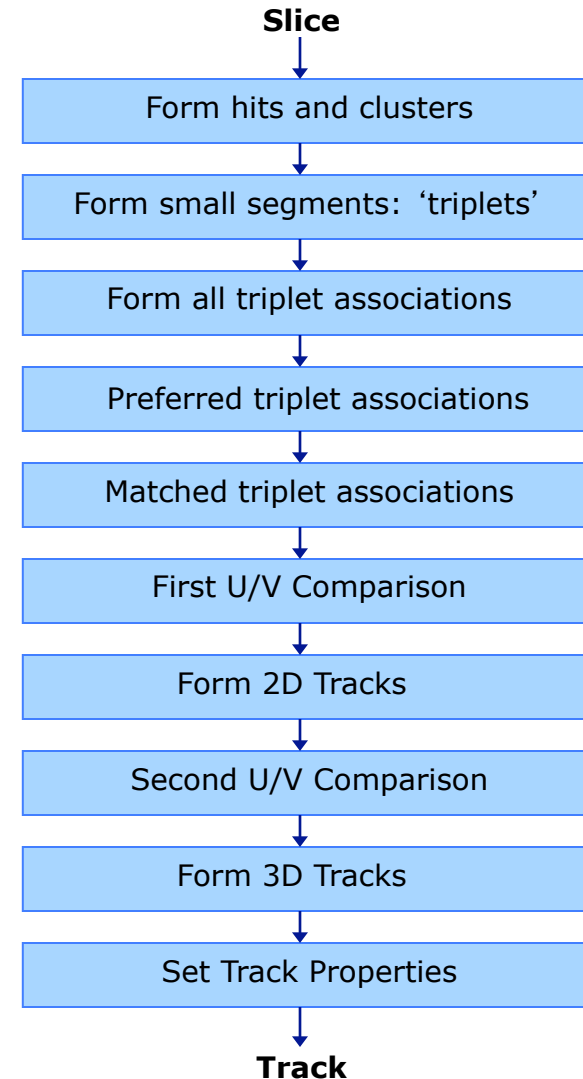 Slice
Form hits and clusters
Form small segments: ‘triplets’
Form all triplet associations
Preferred triplet associations
Matched triplet associations
First U/V Comparison
Form 2D Tracks
Second U/V Comparison
Form 3D Tracks
Set Track Properties
Track